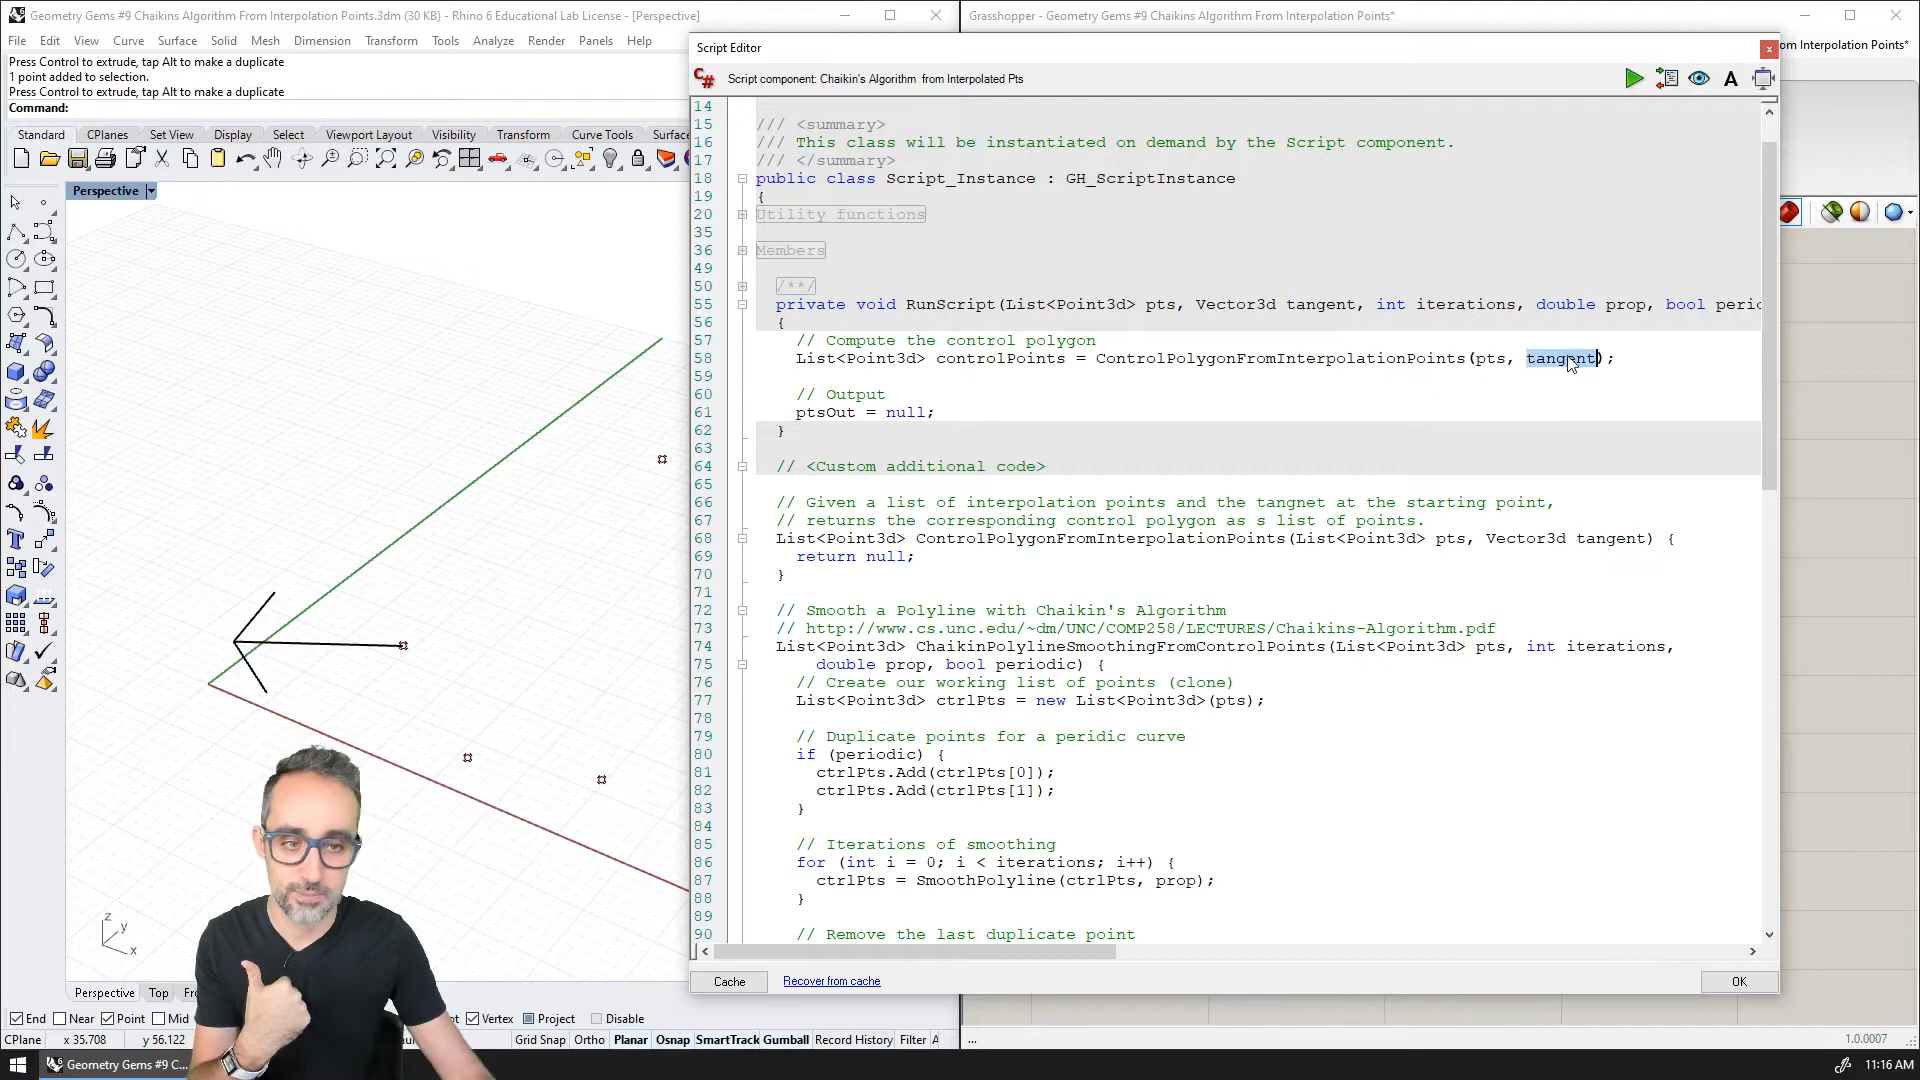 Geometry Gems #9 Chaikins Algorithm From Interpolation Points.3dm (30 KB) - Rhino 6 Educational Lab License - [Perspective]
Grasshopper - Geometry Gems #9 Chaikins Algorithm From Interpolation Points*
File Edit View Curve Surface Solid Mesh Dimension Transform Tools Analyze Render Panels Help
om Interpolation Points*
Press Control to extrude, tap Alt to make a duplicate
1 point added to selection.
Press Control to extrude, tap Alt to make a duplicate
Command:
Standard CPlanes Set View Display Select Viewport Layout Visibility Transform Curve Tools Surfac
Perspective
Script Editor
C# Script component: Chaikin's Algorithm from Interpolated Pts
14
15 /// <summary>
16 /// This class will be instantiated on demand by the Script component.
17 /// </summary>
18 public class Script_Instance : GH_ScriptInstance
19 {
20 Utility functions
35
36 Members
49
50 /**/
55 private void RunScript(List<Point3d> pts, Vector3d tangent, int iterations, double prop, bool perio
56 {
57 // Compute the control polygon
58 List<Point3d> controlPoints = ControlPolygonFromInterpolationPoints(pts, tangent);
59
60 // Output
61 ptsOut = null;
62 }
63
64 // <Custom additional code>
65
66 // Given a list of interpolation points and the tangnet at the starting point,
67 // returns the corresponding control polygon as s list of points.
68 List<Point3d> ControlPolygonFromInterpolationPoints(List<Point3d> pts, Vector3d tangent) {
69 return null;
70 }
71
72 // Smooth a Polyline with Chaikin's Algorithm
73 // http://www.cs.unc.edu/~dm/UNC/COMP258/LECTURES/Chaikins-Algorithm.pdf
74 List<Point3d> ChaikinPolylineSmoothingFromControlPoints(List<Point3d> pts, int iterations,
75 double prop, bool periodic) {
76 // Create our working list of points (clone)
77 List<Point3d> ctrlPts = new List<Point3d>(pts);
78
79 // Duplicate points for a peridic curve
80 if (periodic) {
81 ctrlPts.Add(ctrlPts[0]);
82 ctrlPts.Add(ctrlPts[1]);
83 }
84
85 // Iterations of smoothing
86 for (int i = 0; i < iterations; i++) {
87 ctrlPts = SmoothPolyline(ctrlPts, prop);
88 }
89
90 // Remove the last duplicate point
Cache Recover from cache OK
z
y
x
Perspective Top Fr
End Near Point Mid t Vertex Project Disable
CPlane x 35.708 y 56.122 Grid Snap Ortho Planar Osnap SmartTrack Gumball Record History Filter A
... 1.0.0007
Geometry Gems #9 C... 11:16 AM